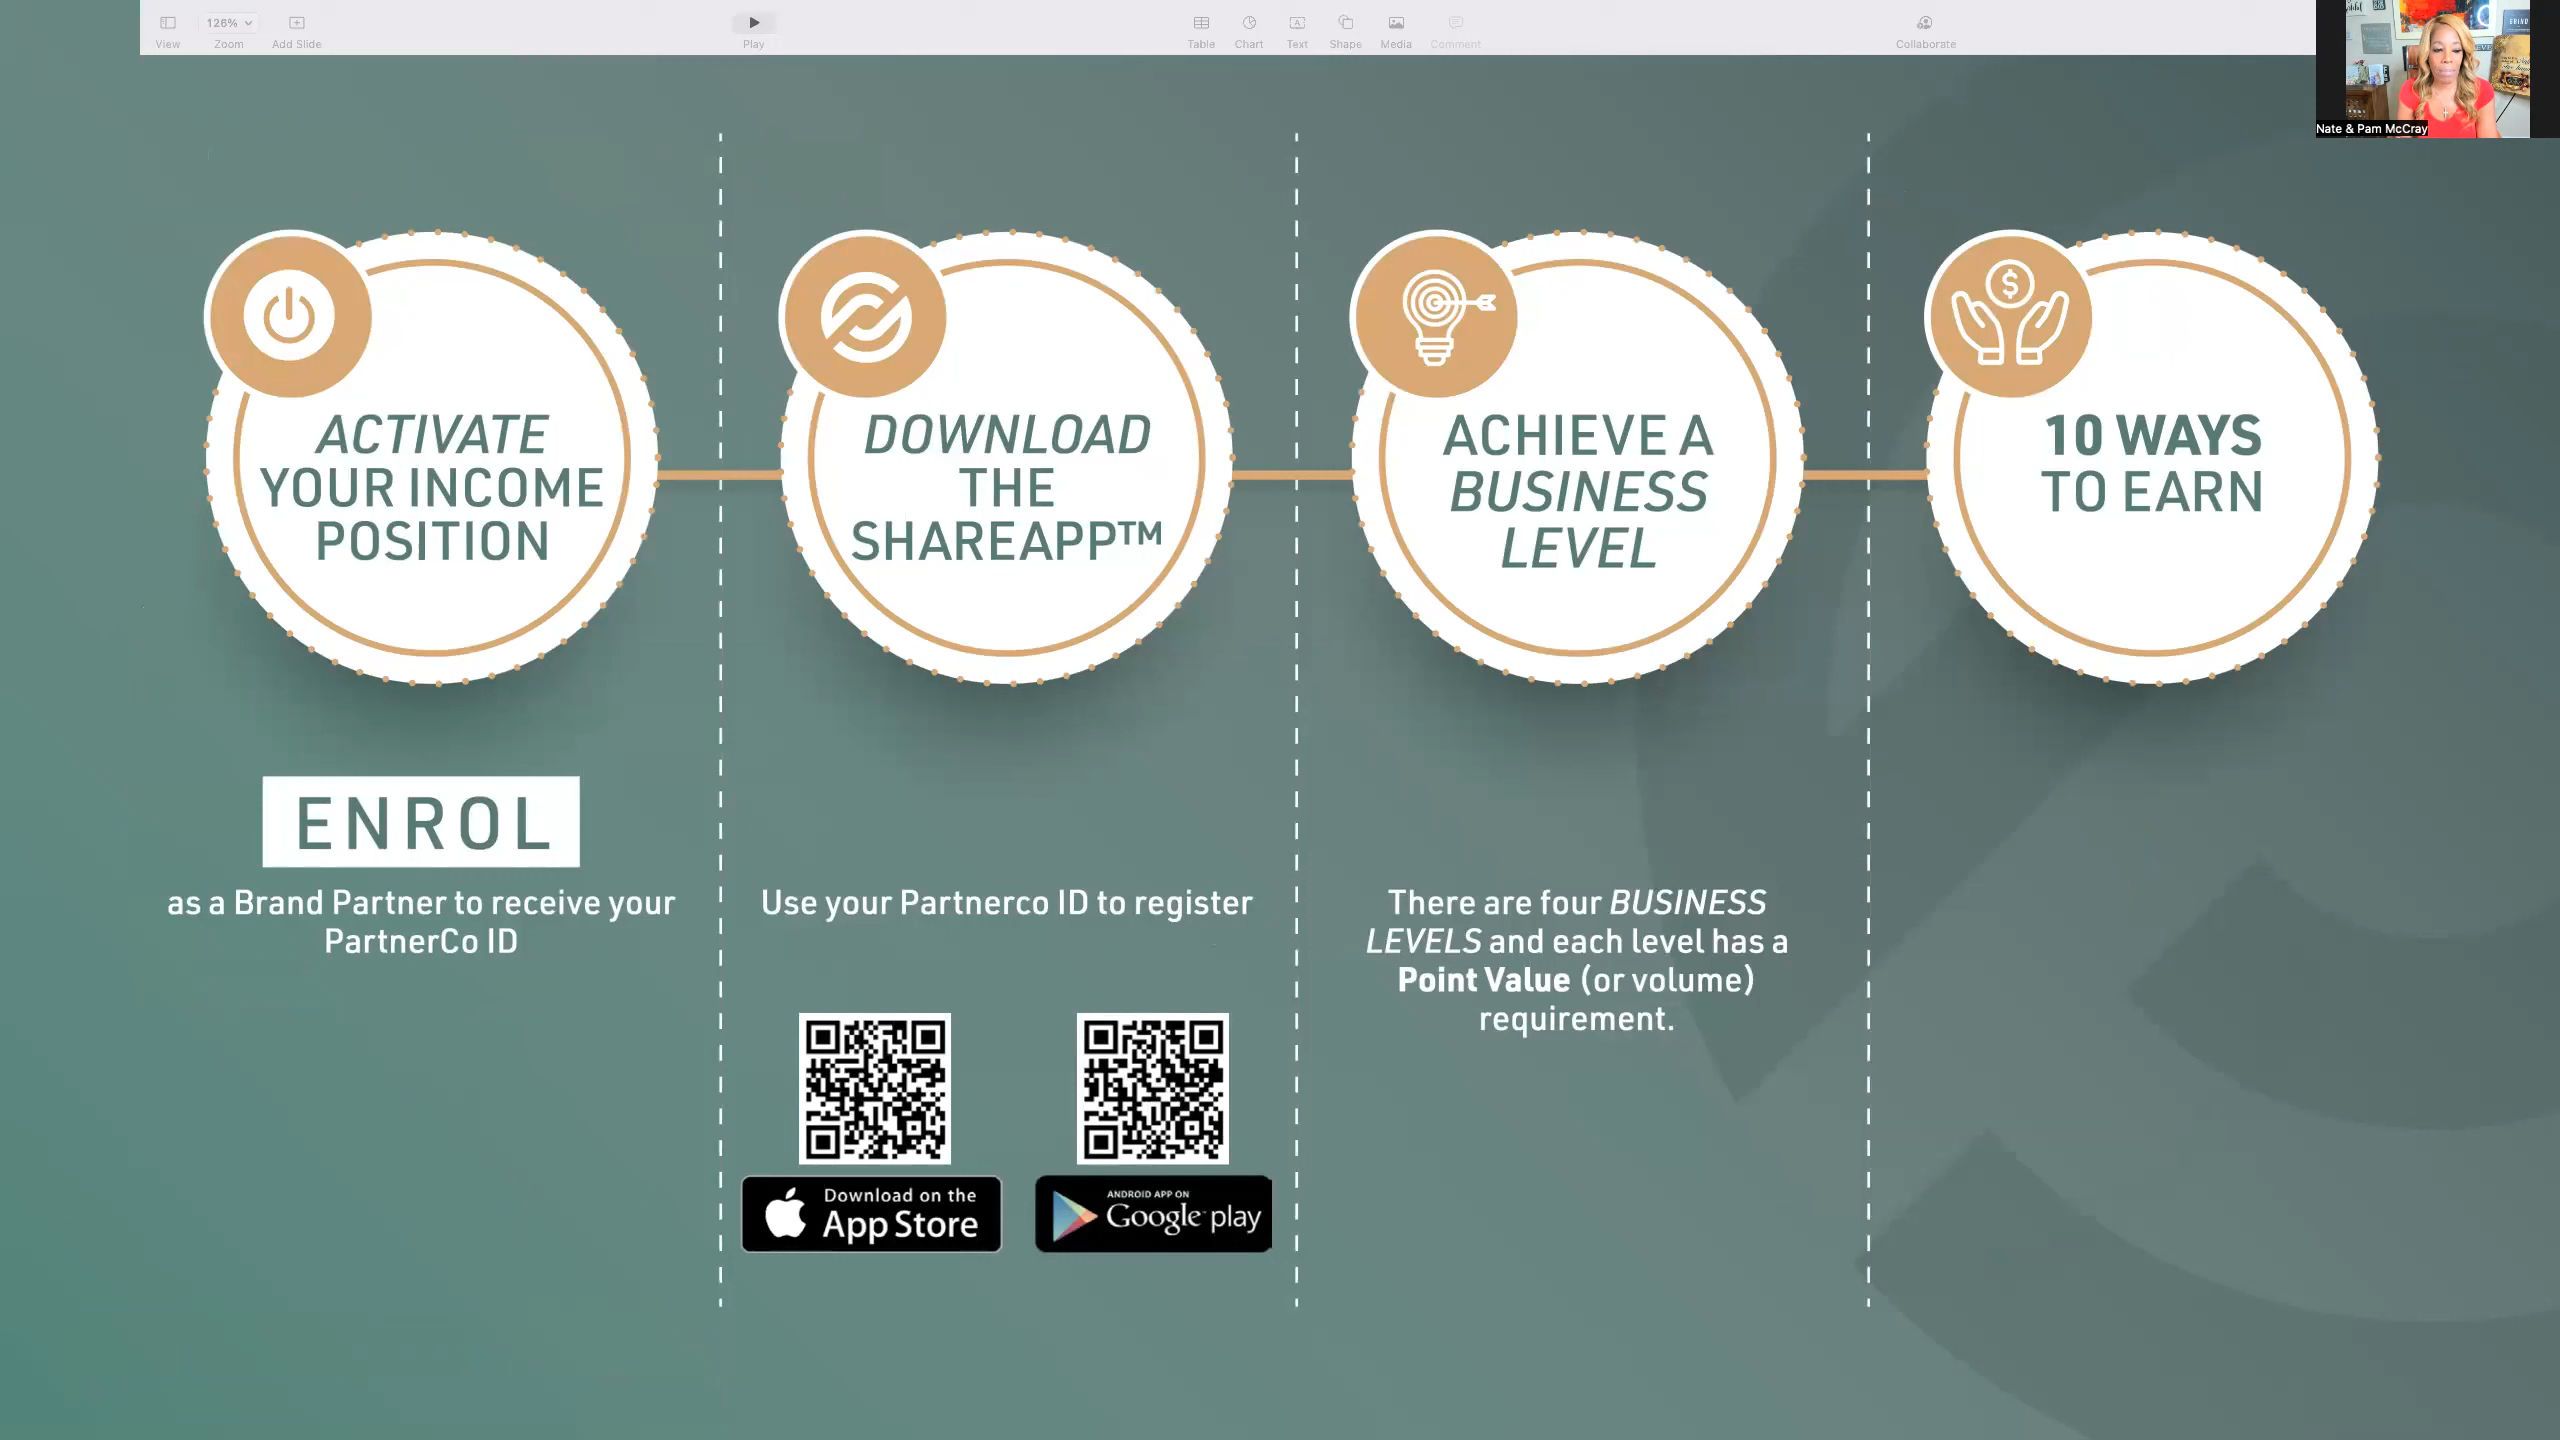 126%
View
Zoom
Add Slide
Play
Table
Chart
Text
Shape
Media
Comment
Collaborate
Nate & Pam McCray
ACTIVATE
YOUR INCOME
POSITION
ENROL
as a Brand Partner to receive your
PartnerCo ID
DOWNLOAD
THE
SHAREAPP™
Use your Partnerco ID to register
Download on the
App Store
ANDROID APP ON
Google play
ACHIEVE A
BUSINESS
LEVEL
There are four BUSINESS
LEVELS and each level has a
Point Value (or volume)
requirement.
10 WAYS
TO EARN